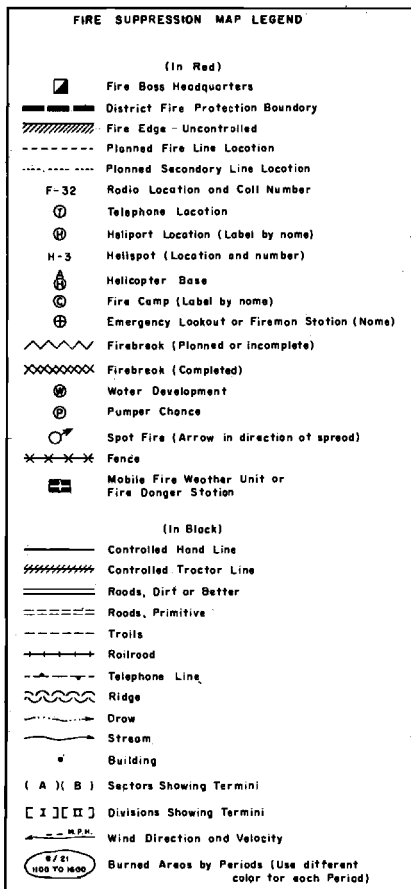 FIRE SUPPRESSION MAP LEGEND
(In Red)
Fire Boss Headquarters
District Fire Protection Boundary
Fire Edge - Uncontrolled
Planned Fire Line Location
Planned Secondary Line Location
F-32 Radio Location and Call Number
T Telephone Location
H Heliport Location (Label by name)
H-3 Helispot (Location and number)
A H Helicopter Base
C Fire Camp (Label by name)
Emergency Lookout or Fireman Station (Name)
Firebreak (Planned or incomplete)
Firebreak (Completed)
W Water Development
P Pumper Chance
Spot Fire (Arrow in direction of spread)
Fence
Mobile Fire Weather Unit or
Fire Danger Station
(In Black)
Controlled Hand Line
Controlled Tractor Line
Roads, Dirt or Better
Roads, Primitive
Trails
Railroad
Telephone Line
Ridge
Draw
Stream
Building
( A )( B ) Sectors Showing Termini
[ I ][ II ] Divisions Showing Termini
-- M.P.H. Wind Direction and Velocity
8/21
1100 TO 1600
Burned Areas by Periods (Use different
color for each Period)